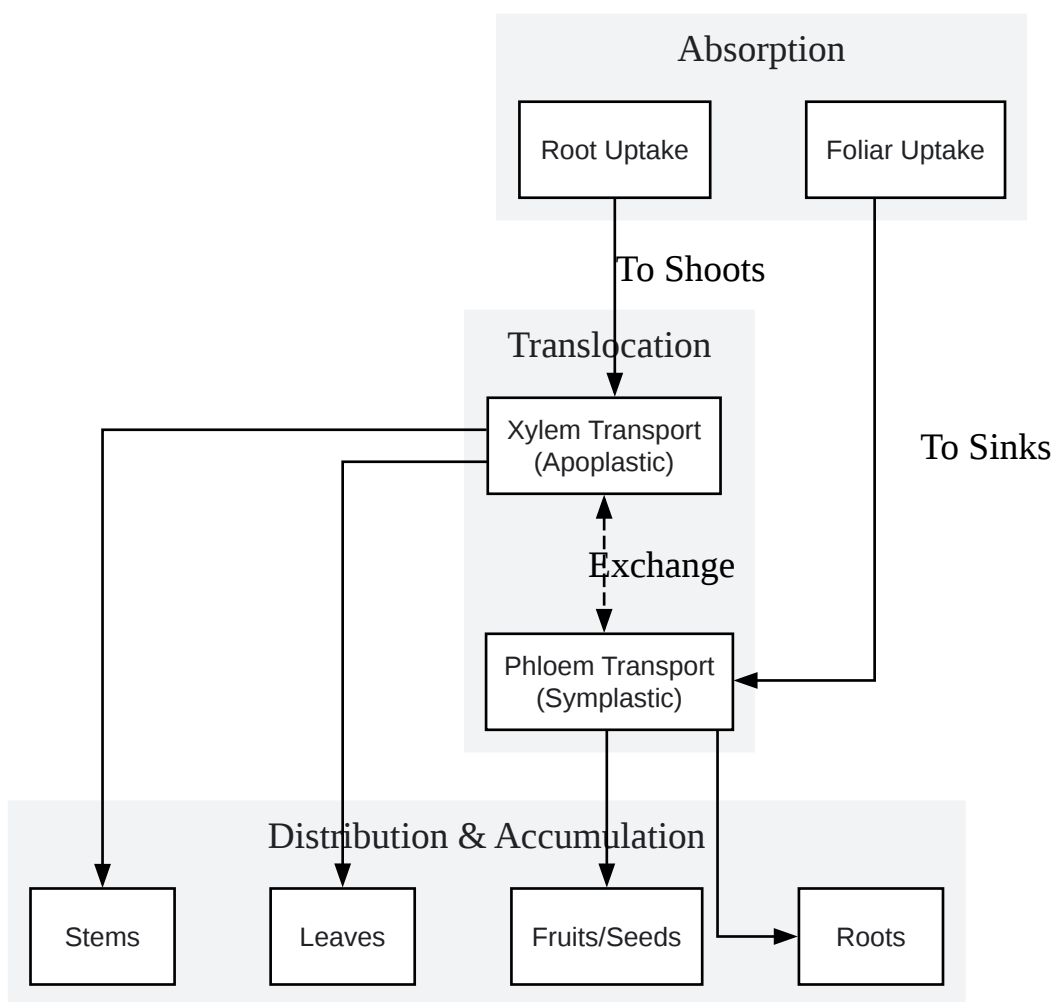 Absorption
Root Uptake
Foliar Uptake
To Shoots
Translocation
Xylem Transport
(Apoplastic)
To Sinks
Exchange
Phloem Transport
(Symplastic)
Distribution & Accumulation
Stems
Leaves
Fruits/Seeds
Roots